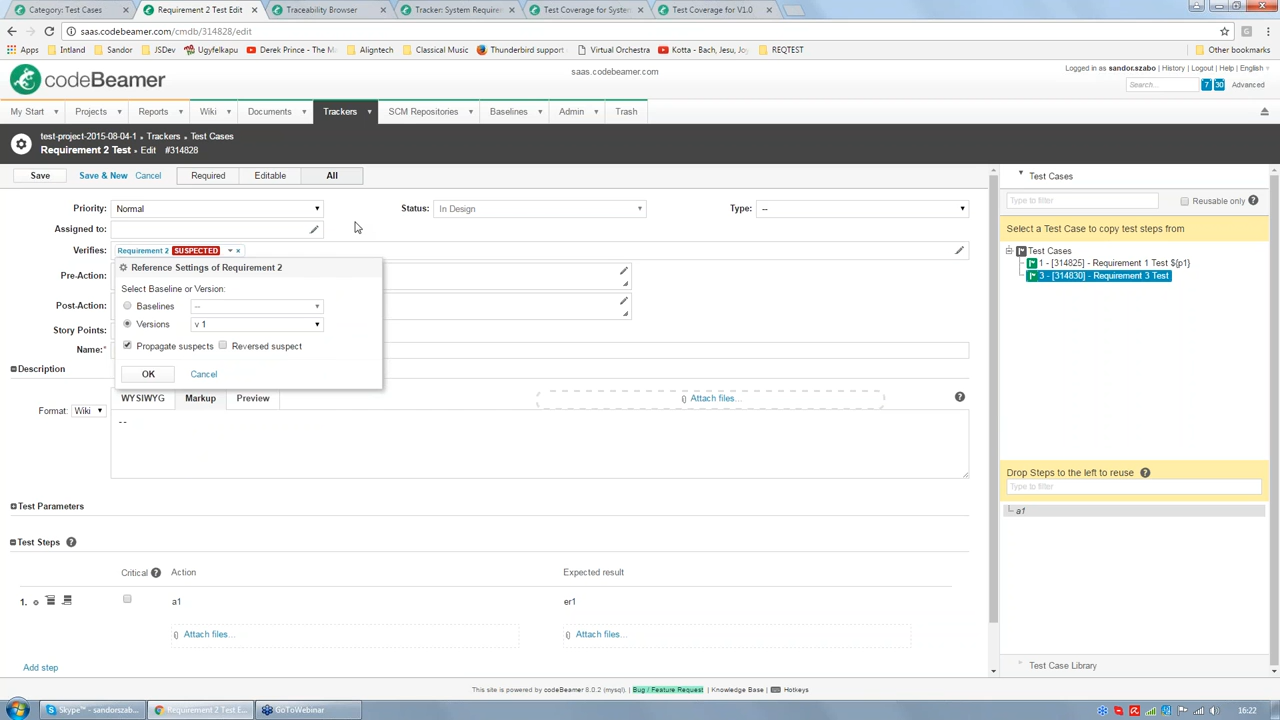 Category: Test Cases
Requirement 2 Test Edit
Traceability Browser
Tracker: System Require
Test Coverage for System
Test Coverage for V1.0
saas.codebeamer.com/cmdb/314828/edit
Apps
Intland
Sandor
JSDev
Ugyfelkapu
Derek Prince - The Ma
Aligntech
Classical Music
Thunderbird support
Virtual Orchestra
Kotta - Bach, Jesu, Joy
REQTEST
Other bookmarks
codeBeamer
saas.codebeamer.com
Logged in as sandor.szabo | History | Logout | Help | English
Search...
7 30
Advanced
My Start
Projects
Reports
Wiki
Documents
Trackers
SCM Repositories
Baselines
Admin
Trash
test-project-2015-08-04-1 › Trackers › Test Cases
Requirement 2 Test › Edit #314828
Save
Save & New
Cancel
Required
Editable
All
Priority:
Normal
Status:
In Design
Type:
--
Assigned to:
Verifies:
Requirement 2 SUSPECTED
Reference Settings of Requirement 2
Pre-Action:
Select Baseline or Version:
Post-Action:
Baselines
--
Versions
v 1
Story Points:
Propagate suspects
Reversed suspect
Name:*
OK
Cancel
Description
Format:
Wiki
WYSIWYG
Markup
Preview
Attach files...
--
Test Parameters
Test Steps
Critical
Action
Expected result
1.
a1
er1
Attach files...
Attach files...
Add step
Test Cases
Type to filter
Reusable only
Select a Test Case to copy test steps from
Test Cases
1 - [314825] - Requirement 1 Test ${p1}
3 - [314830] - Requirement 3 Test
Drop Steps to the left to reuse
Type to filter
a1
Test Case Library
This site is powered by codeBeamer 8.0.2 (mysql). | Bug / Feature Request | Knowledge Base | Hotkeys
Skype™ - sandorszab...
Requirement 2 Test E...
GoToWebinar
16:22